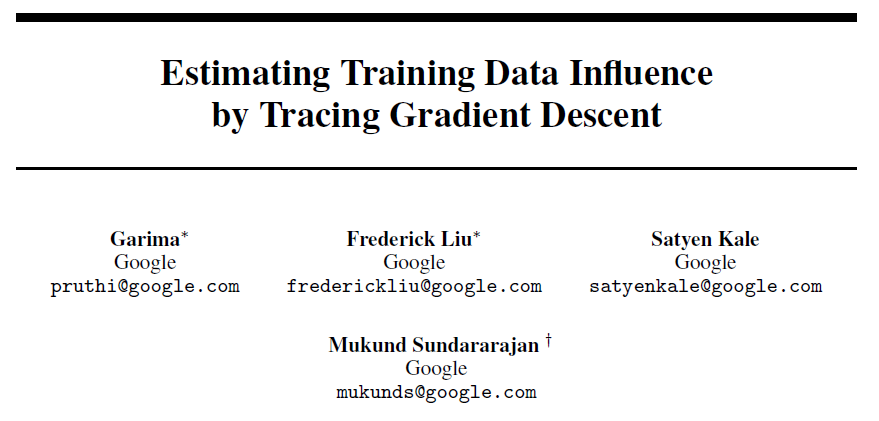 Estimating Training Data Influence
by Tracing Gradient Descent
Garima* Frederick Liu* Satyen Kale
Google Google Google
pruthi@google.com frederickliu@google.com satyenkale@google.com
Mukund Sundararajan †
Google
mukunds@google.com